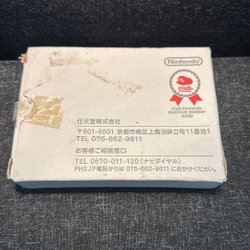 Nintendo
club.
club nintendo
platinum member
2009
任天堂株式会社
〒601-8501 京都市南区上鳥羽鉾立町11番地1
TEL 075-662-9611
お客様ご相談窓口
TEL 0570-011-120 (ナビダイヤル)
PHS,IP電話からは 075-662-9611 におかけください。